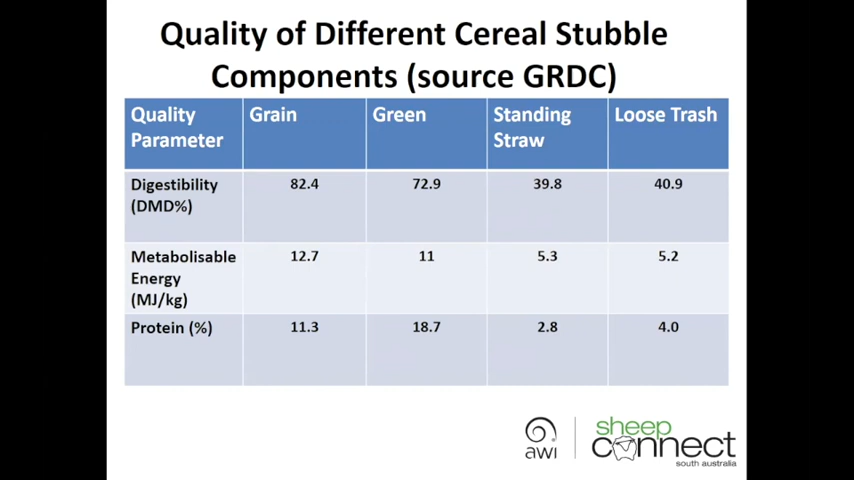 Quality of Different Cereal Stubble
Components (source GRDC)
Quality Parameter Grain Green Standing Straw Loose Trash
Digestibility (DMD%) 82.4 72.9 39.8 40.9
Metabolisable Energy (MJ/kg) 12.7 11 5.3 5.2
Protein (%) 11.3 18.7 2.8 4.0
awi
sheep
connect
south australia